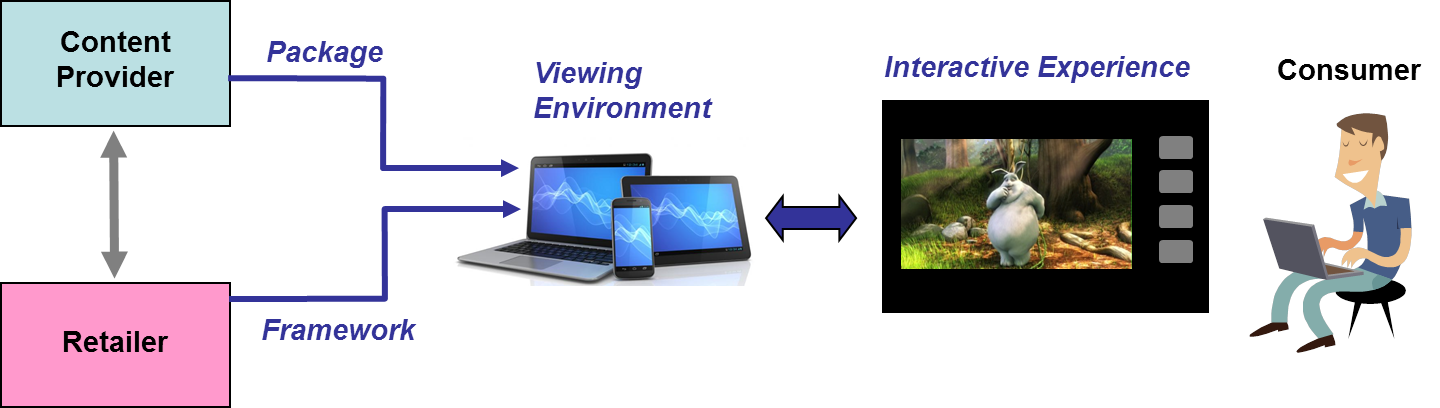 Content
Provider
Package
Viewing
Environment
Interactive Experience
Consumer
Retailer
Framework